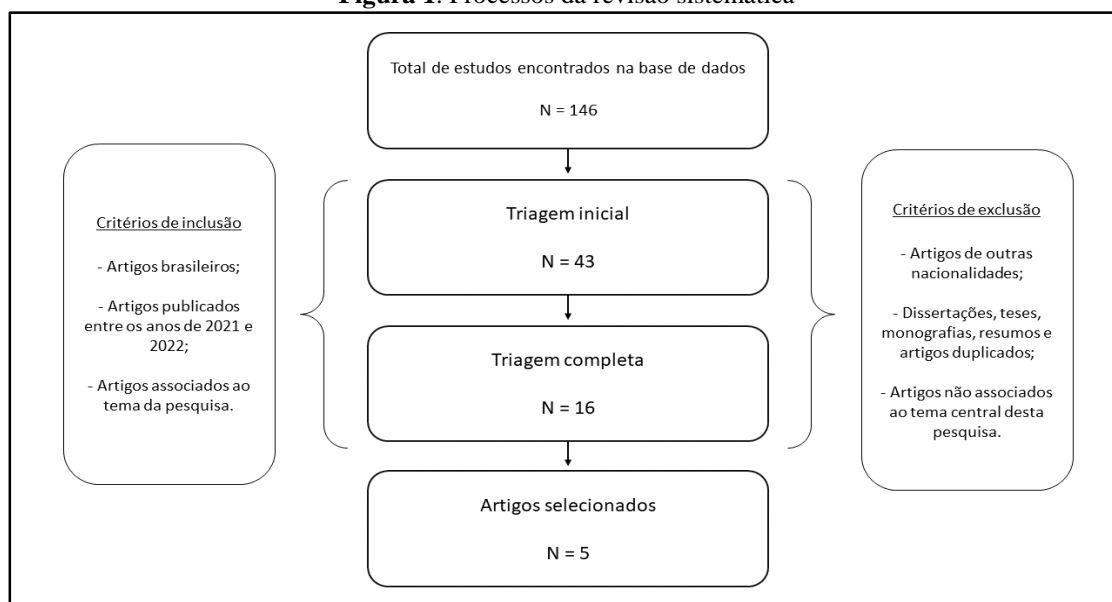 Figura 1. Processos da revisão sistemática
Total de estudos encontrados na base de dados
N = 146
Critérios de inclusão
- Artigos brasileiros;
- Artigos publicados
entre os anos de 2021 e
2022;
- Artigos associados ao
tema da pesquisa.
Triagem inicial
N = 43
Triagem completa
N = 16
Critérios de exclusão
- Artigos de outras
nacionalidades;
- Dissertações, teses,
monografias, resumos e
artigos duplicados;
- Artigos não associados
ao tema central desta
pesquisa.
Artigos selecionados
N = 5